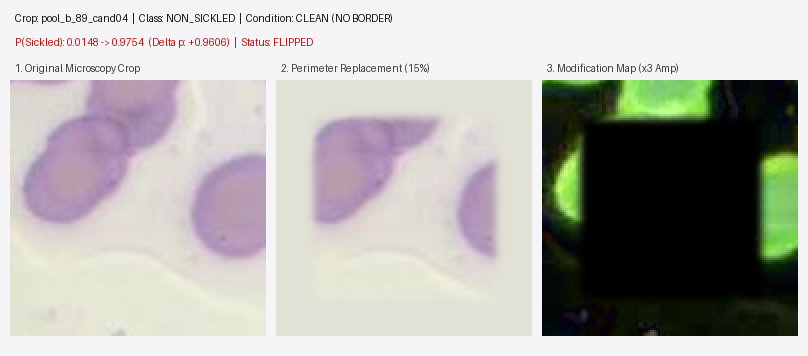 Crop: pool_b_89_cand04 | Class: NON_SICKLED | Condition: CLEAN (NO BORDER)
P(Sickled): 0.0148 -> 0.9754 (Delta p: +0.9606) | Status: FLIPPED
1. Original Microscopy Crop
2. Perimeter Replacement (15%)
3. Modification Map (x3 Amp)